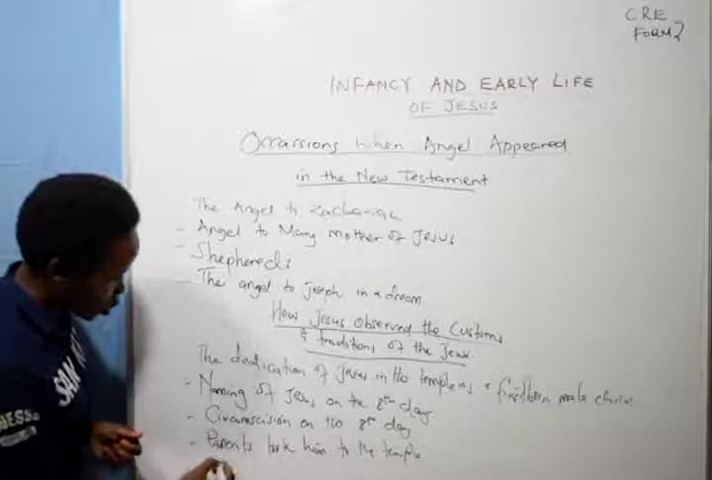 CRE
FORM 2
INFANCY AND EARLY LIFE
OF JESUS
Occassions When Angel Appeared
in the New Testament
The Angel to Zachariah
- Angel to Mary mother of Jesus
- Shepherds
- The angel to Joseph in a dream
How Jesus Observed the Customs
& traditions of the Jews.
The dedication of Jesus in the temple as a firstborn male child
- Naming of Jesus on the 8th day
- Circumscision on the 8th day
- Parents took him to the temple